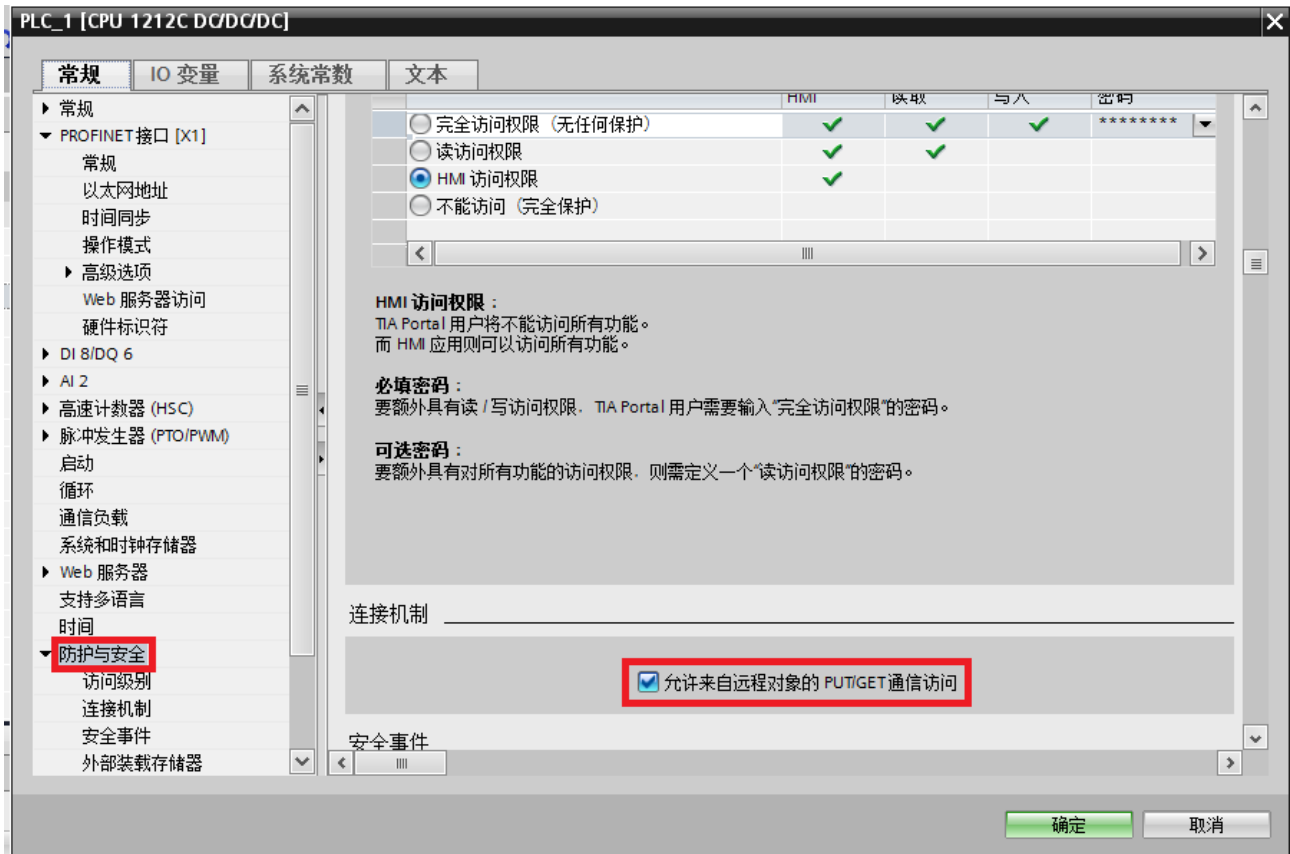 PLC_1 [CPU 1212C DC/DC/DC]
常规 IO 变量 系统常数 文本
常规
PROFINET接口 [X1]
常规
以太网地址
时间同步
操作模式
高级选项
Web 服务器访问
硬件标识符
DI 8/DQ 6
AI 2
高速计数器 (HSC)
脉冲发生器 (PTO/PWM)
启动
循环
通信负载
系统和时钟存储器
Web 服务器
支持多语言
时间
防护与安全
访问级别
连接机制
安全事件
外部装载存储器
HMI 读取 写入 密码
完全访问权限（无任何保护） ********
读访问权限
HMI 访问权限
不能访问（完全保护）
HMI 访问权限：
TIA Portal 用户将不能访问所有功能。
而 HMI 应用则可以访问所有功能。
必填密码：
要额外具有读 / 写访问权限，TIA Portal 用户需要输入“完全访问权限”的密码。
可选密码：
要额外具有对所有功能的访问权限，则需定义一个“读访问权限”的密码。
连接机制
允许来自远程对象的 PUT/GET 通信访问
安全事件
确定 取消